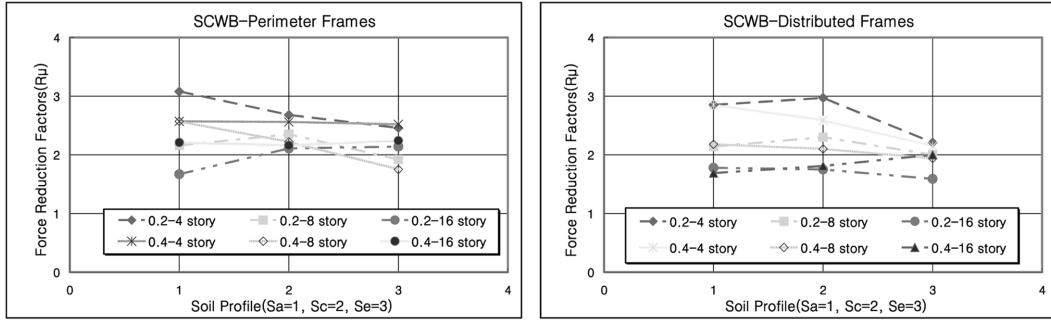 SCWB–Perimeter Frames
Force Reduction Factors(Rμ)
4
3
2
1
0
0 1 2 3 4
Soil Profile(Sa=1, Sc=2, Se=3)
0.2–4 story 0.2–8 story 0.2–16 story
0.4–4 story 0.4–8 story 0.4–16 story
SCWB–Distributed Frames
Force Reduction Factors(Rμ)
4
3
2
1
0
0 1 2 3 4
Soil Profile(Sa=1, Sc=2, Se=3)
0.2–4 story 0.2–8 story 0.2–16 story
0.4–4 story 0.4–8 story 0.4–16 story